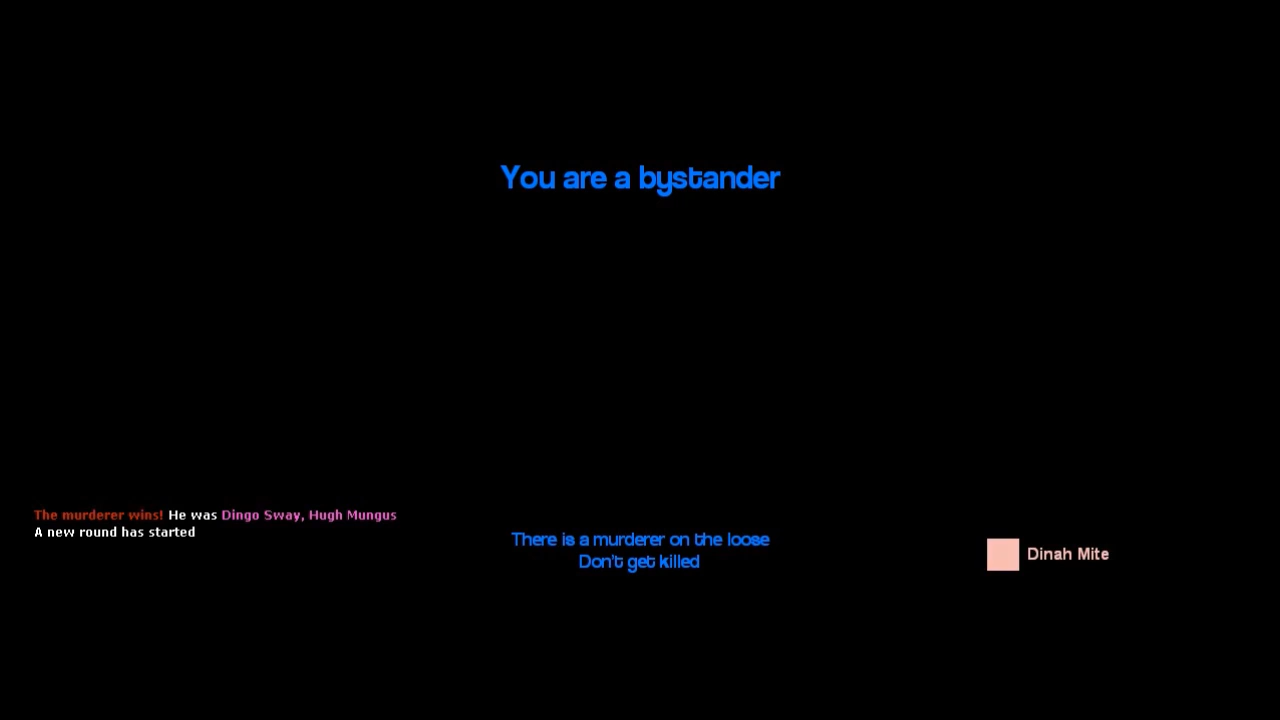 You are a bystander
The murderer wins! He was Dingo Sway, Hugh Mungus
A new round has started
There is a murderer on the loose
Don't get killed
Dinah Mite